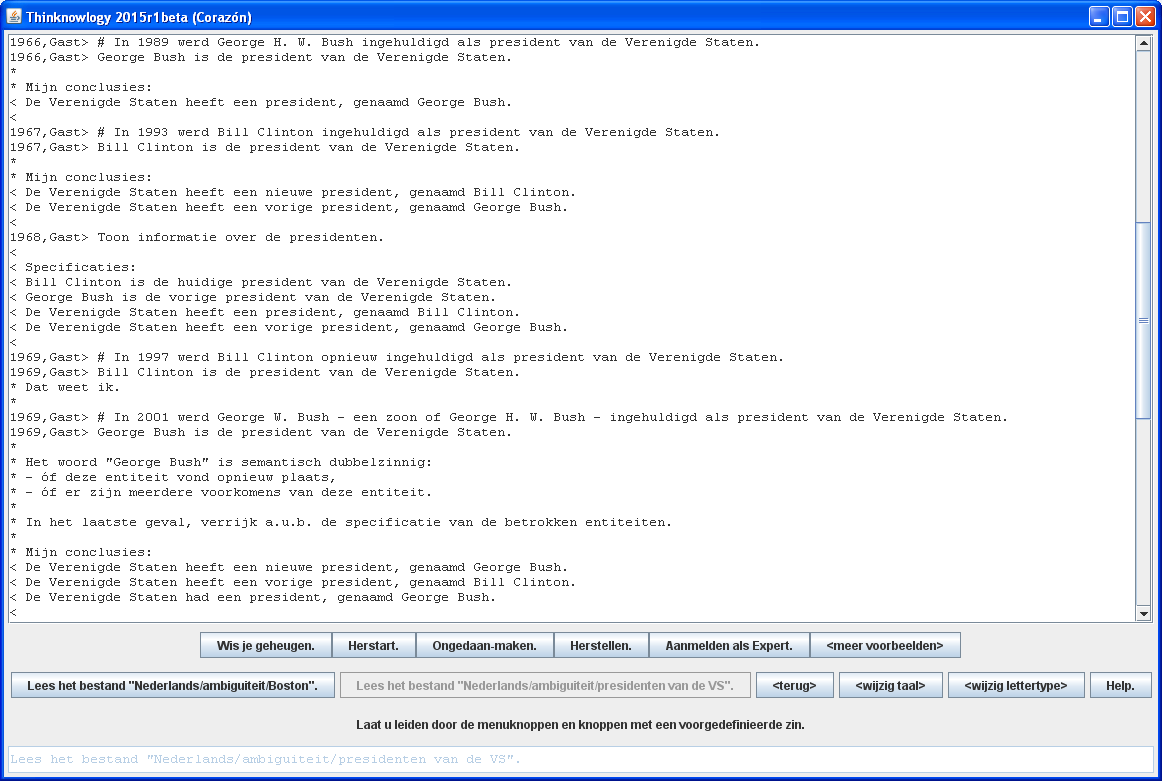 Thinknowlogy 2015r1beta (Corazón)
1966,Gast> # In 1989 werd George H. W. Bush ingehuldigd als president van de Verenigde Staten.
1966,Gast> George Bush is de president van de Verenigde Staten.
*
* Mijn conclusies:
< De Verenigde Staten heeft een president, genaamd George Bush.
<
1967,Gast> # In 1993 werd Bill Clinton ingehuldigd als president van de Verenigde Staten.
1967,Gast> Bill Clinton is de president van de Verenigde Staten.
*
* Mijn conclusies:
< De Verenigde Staten heeft een nieuwe president, genaamd Bill Clinton.
< De Verenigde Staten heeft een vorige president, genaamd George Bush.
<
1968,Gast> Toon informatie over de presidenten.
<
< Specificaties:
< Bill Clinton is de huidige president van de Verenigde Staten.
< George Bush is de vorige president van de Verenigde Staten.
< De Verenigde Staten heeft een president, genaamd Bill Clinton.
< De Verenigde Staten heeft een vorige president, genaamd George Bush.
<
1969,Gast> # In 1997 werd Bill Clinton opnieuw ingehuldigd als president van de Verenigde Staten.
1969,Gast> Bill Clinton is de president van de Verenigde Staten.
* Dat weet ik.
*
1969,Gast> # In 2001 werd George W. Bush - een zoon of George H. W. Bush - ingehuldigd als president van de Verenigde Staten.
1969,Gast> George Bush is de president van de Verenigde Staten.
*
* Het woord "George Bush" is semantisch dubbelzinnig:
* - óf deze entiteit vond opnieuw plaats,
* - óf er zijn meerdere voorkomens van deze entiteit.
*
* In het laatste geval, verrijk a.u.b. de specificatie van de betrokken entiteiten.
*
* Mijn conclusies:
< De Verenigde Staten heeft een nieuwe president, genaamd George Bush.
< De Verenigde Staten heeft een vorige president, genaamd Bill Clinton.
< De Verenigde Staten had een president, genaamd George Bush.
<
Wis je geheugen. Herstart. Ongedaan-maken. Herstellen. Aanmelden als Expert. <meer voorbeelden>
Lees het bestand "Nederlands/ambiguiteit/Boston". Lees het bestand "Nederlands/ambiguiteit/presidenten van de VS". <terug> <wijzig taal> <wijzig lettertype> Help.
Laat u leiden door de menuknoppen en knoppen met een voorgedefinieerde zin.
Lees het bestand "Nederlands/ambiguiteit/presidenten van de VS".